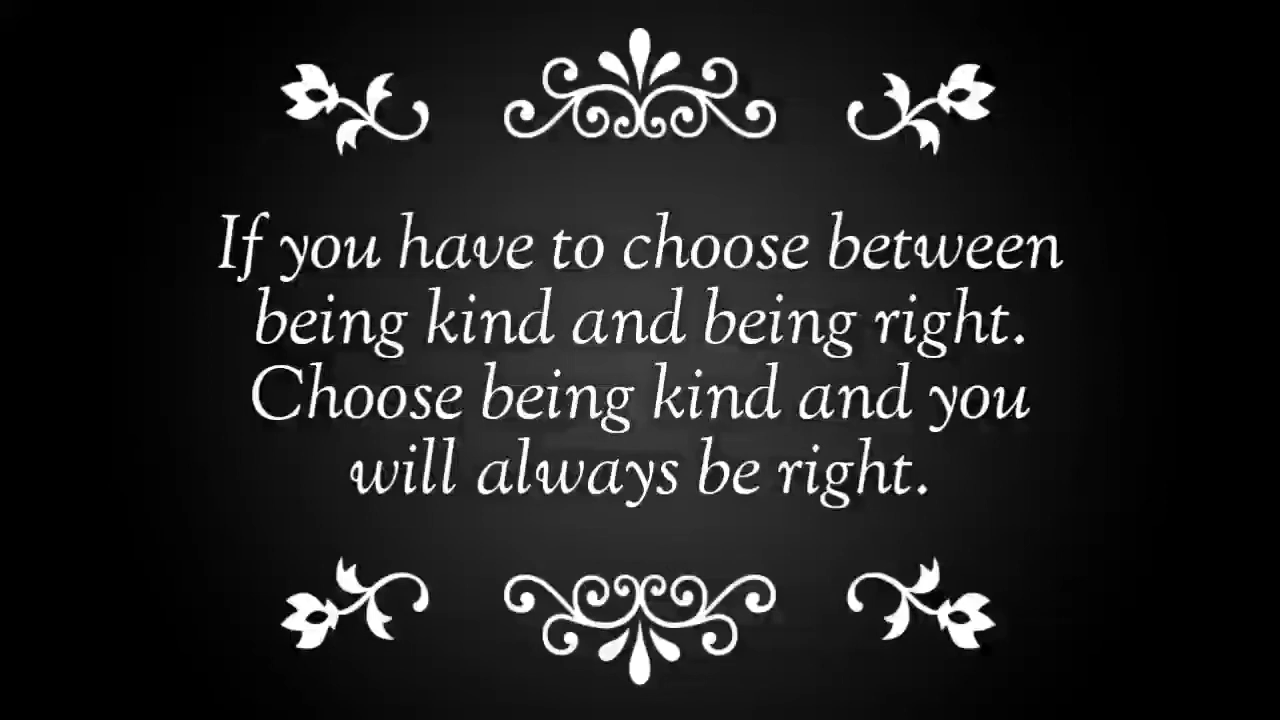 If you have to choose between
being kind and being right.
Choose being kind and you
will always be right.